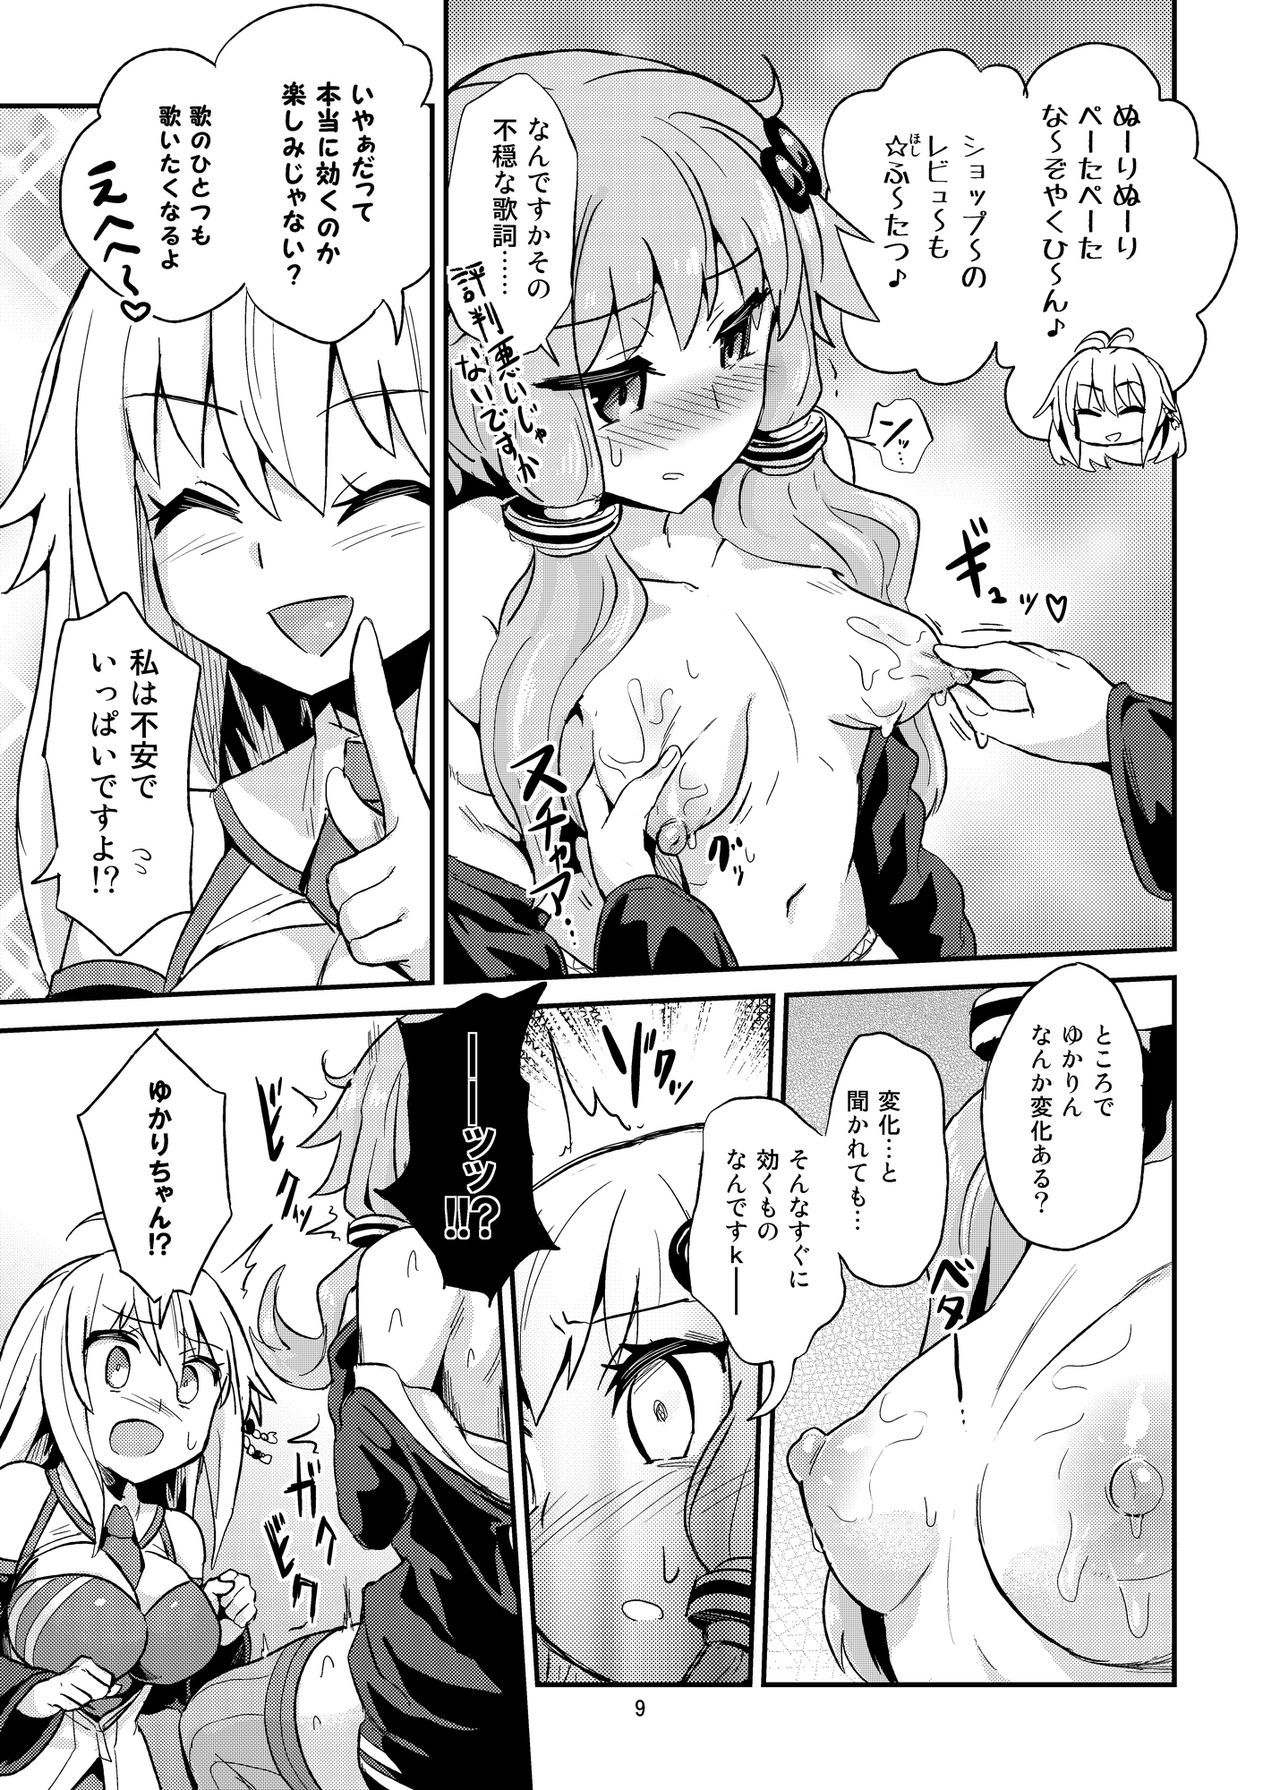 ぬーりぬーり
ぺーたぺーた
な～ぞやくひ～ん♪
ショップ～の
レビュ～も
☆ふ～たつ♪
ほし
なんですかその
不穏な歌詞……
評判悪いじゃ
ないですか
ンッ…
ギュッ♡
グッ
ヌチャァ…
いやぁだって
本当に効くのか
楽しみじゃない？
歌のひとつも
歌いたくなるよ
えへへ～♡
私は不安で
いっぱいですよ!?
ところで
ゆかりん
なんか変化ある？
変化…と
聞かれても…
ベタ…
そんなすぐに
効くもの
なんですk―
―――ッッ!!?
ゆかりちゃん!?
ガク
ビクッ
ビク
9